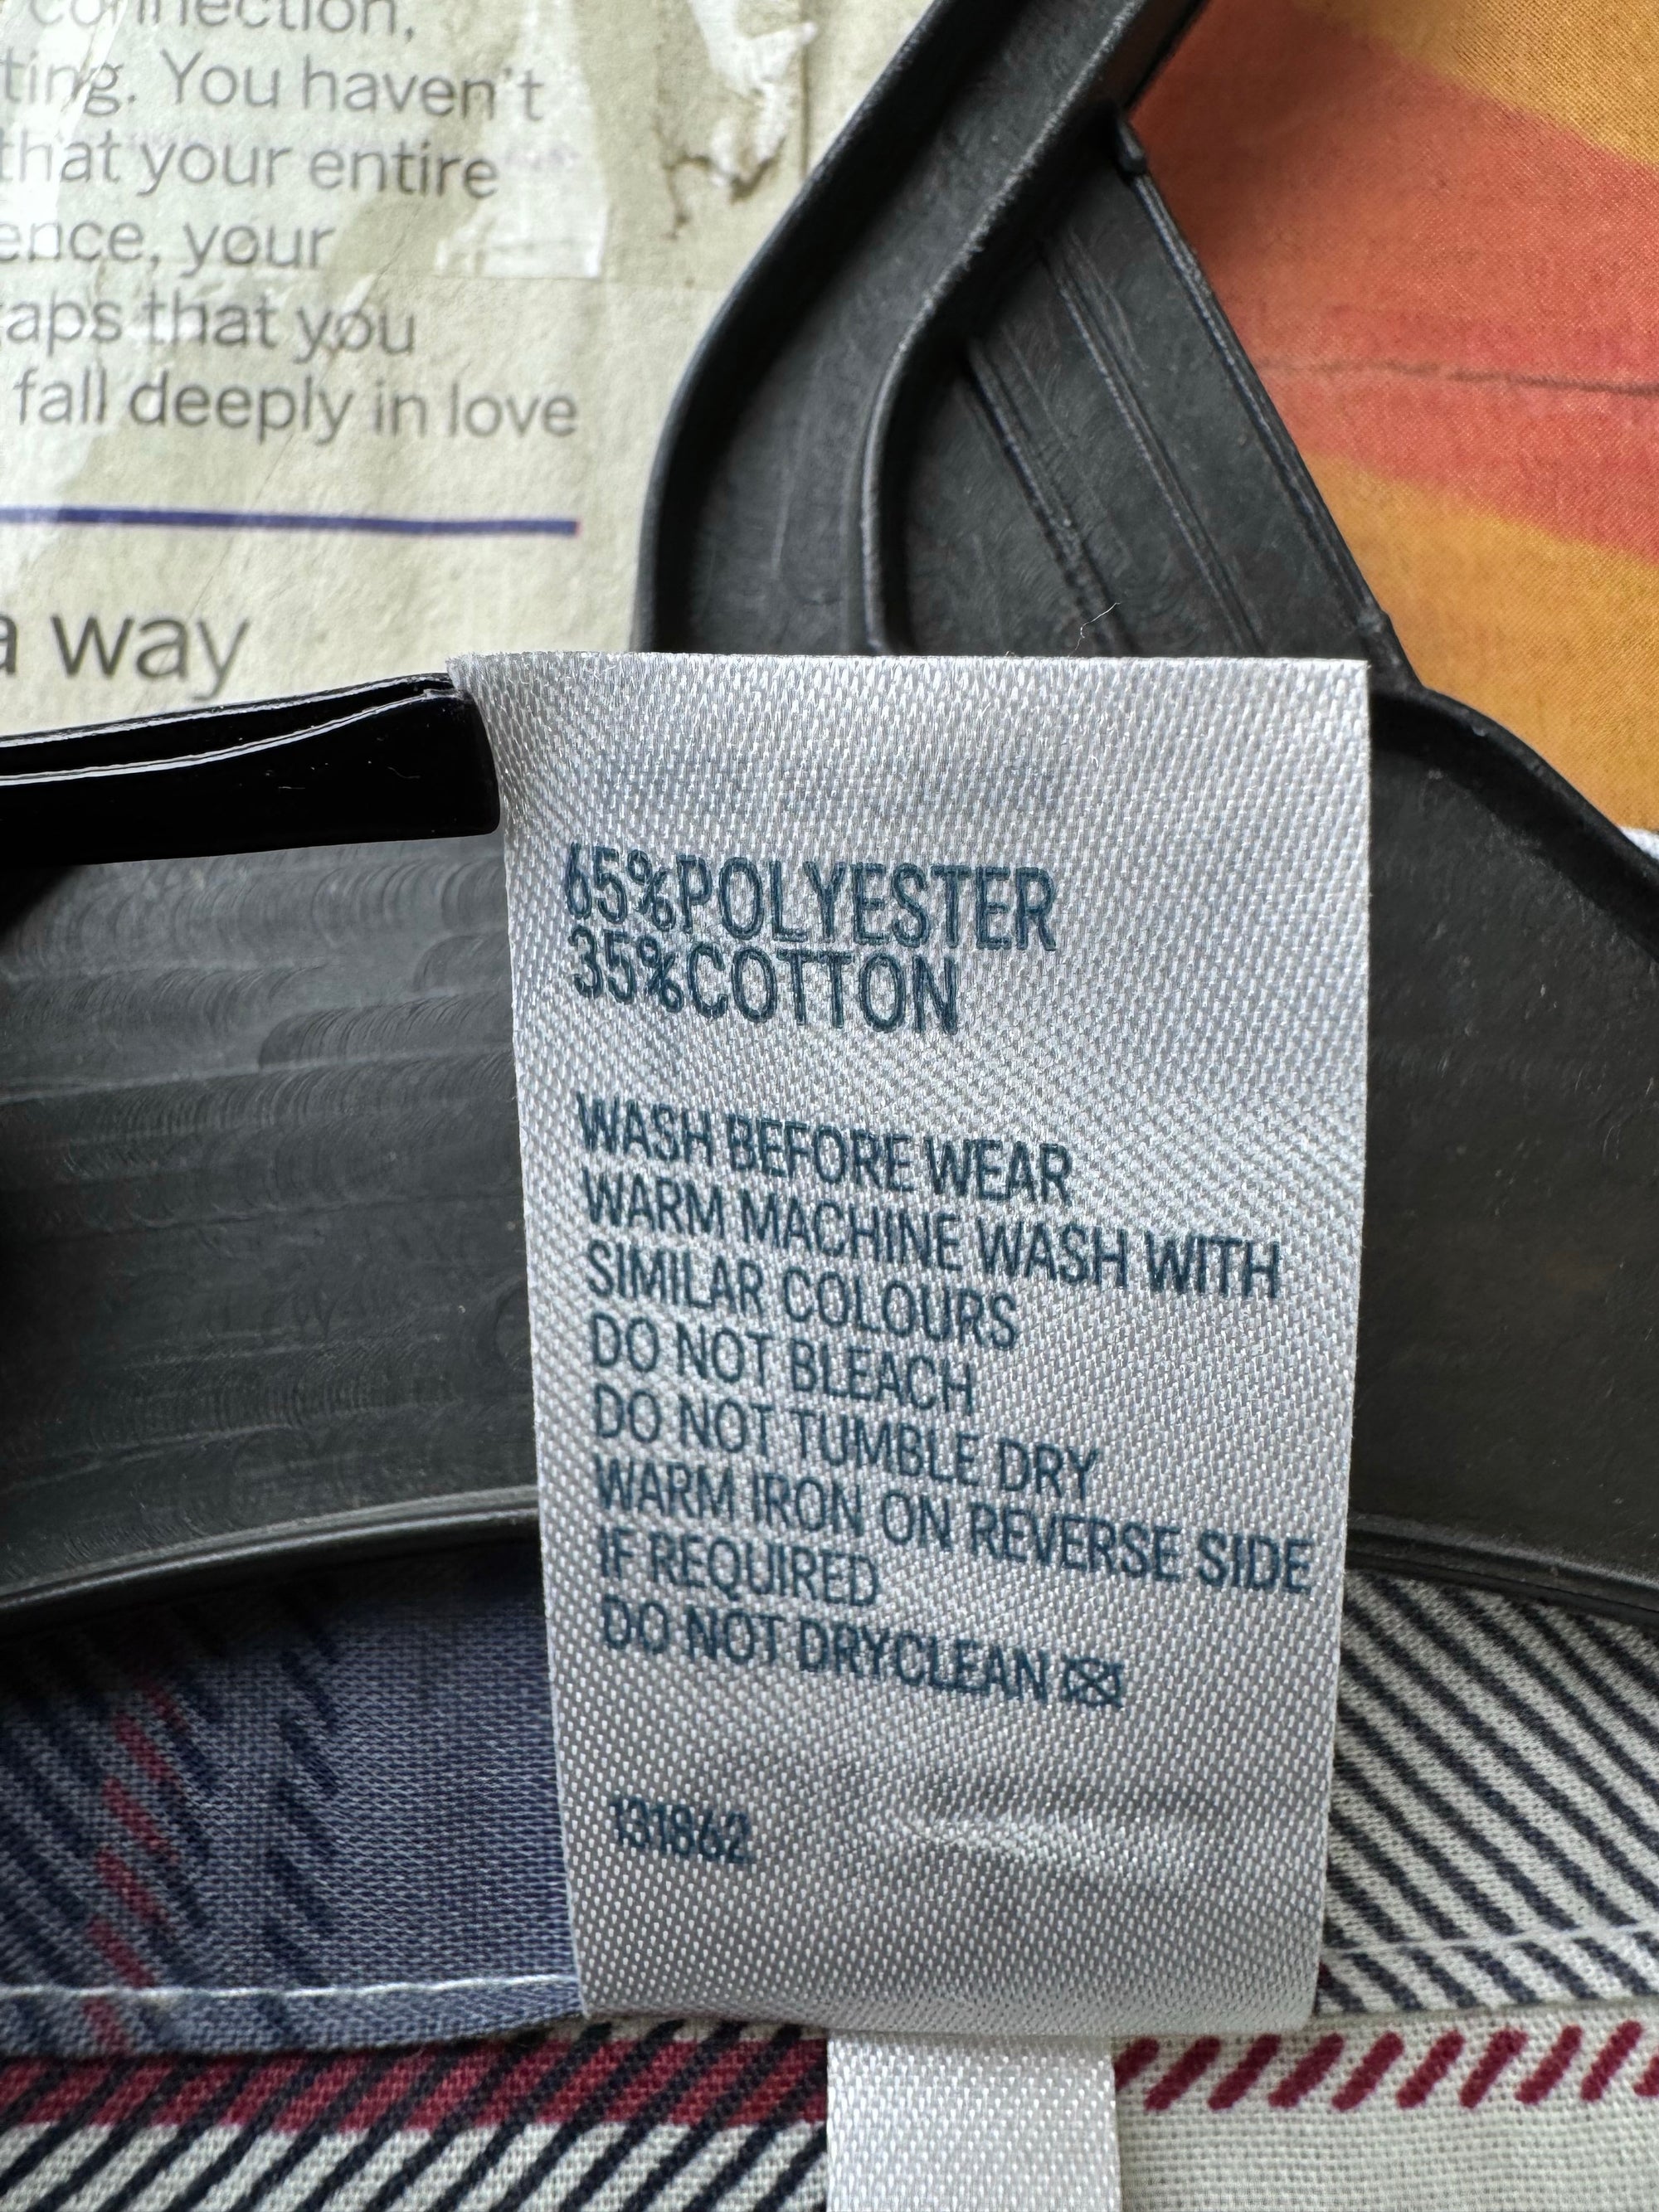 connection,
ting. You haven't
that your entire
ence, your
aps that you
fall deeply in love
a way
65%POLYESTER
35%COTTON
WASH BEFORE WEAR
WARM MACHINE WASH WITH
SIMILAR COLOURS
DO NOT BLEACH
DO NOT TUMBLE DRY
WARM IRON ON REVERSE SIDE
IF REQUIRED
DO NOT DRYCLEAN
131862